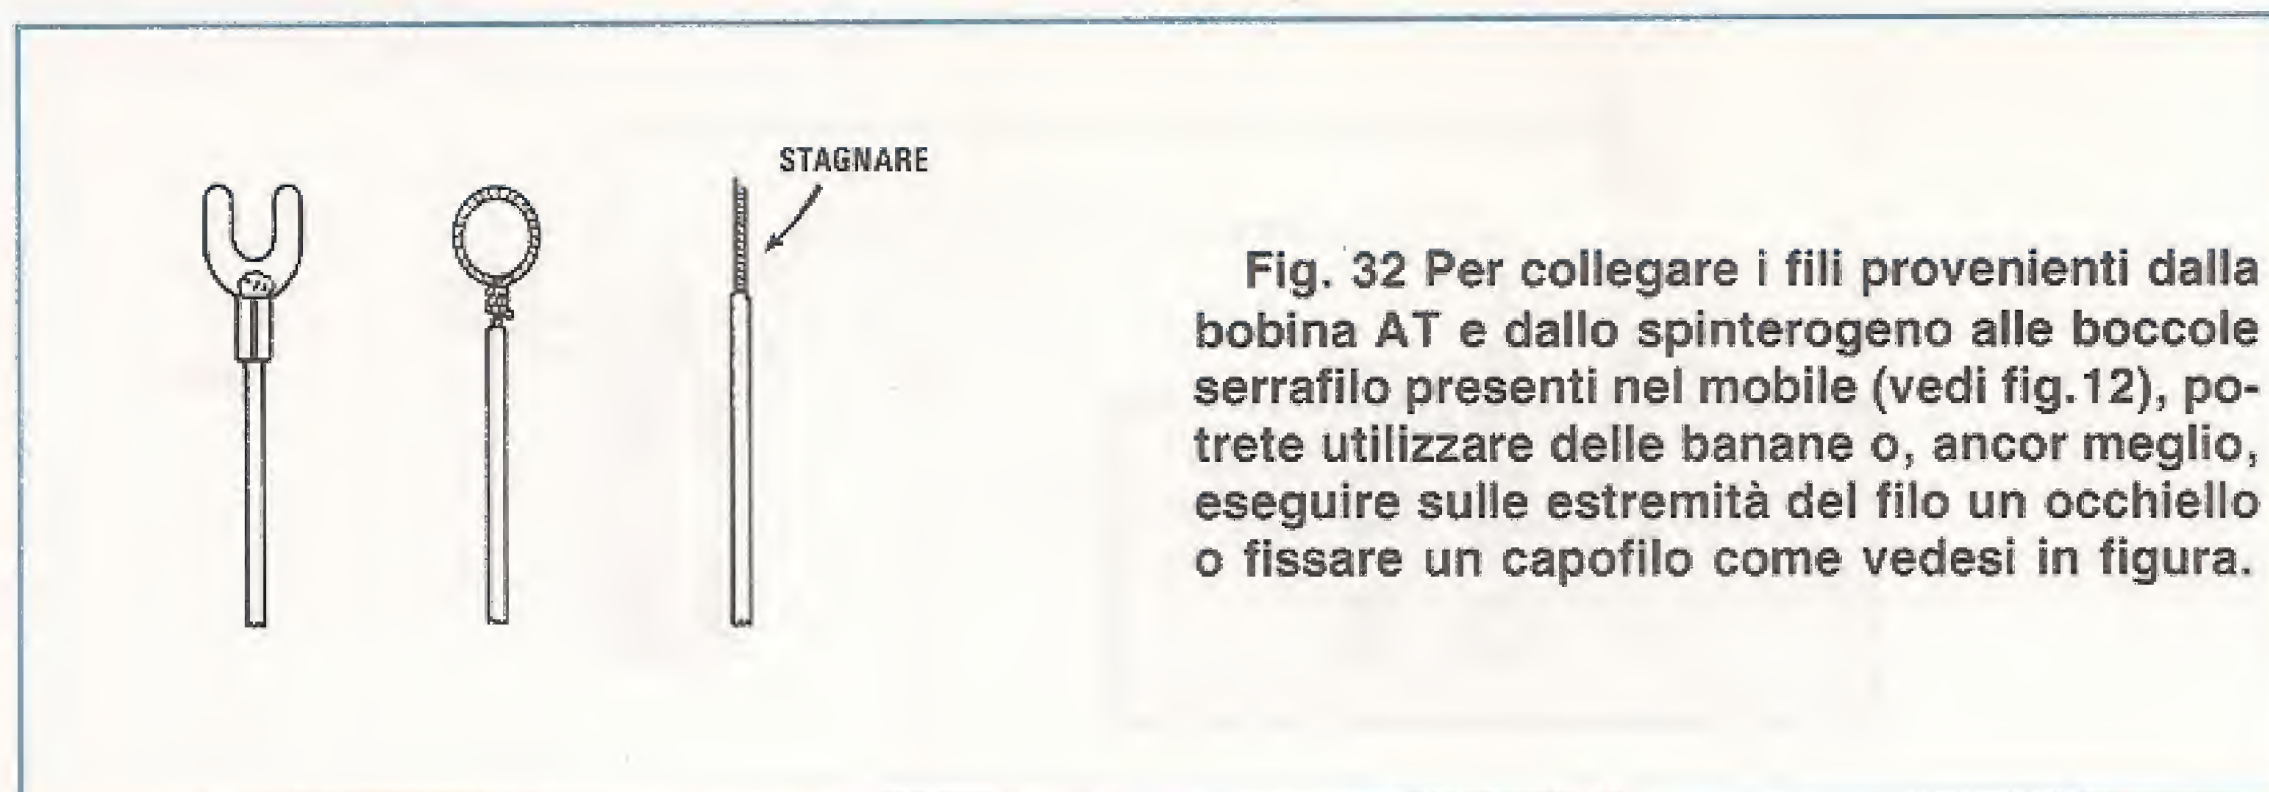 STAGNARE
Fig. 32 Per collegare i fili provenienti dalla
bobina AT e dallo spinterogeno alle boccole
serrafilo presenti nel mobile (vedi fig.12), po-
trete utilizzare delle banane o, ancor meglio,
eseguire sulle estremità del filo un occhiello
o fissare un capofilo come vedesi in figura.